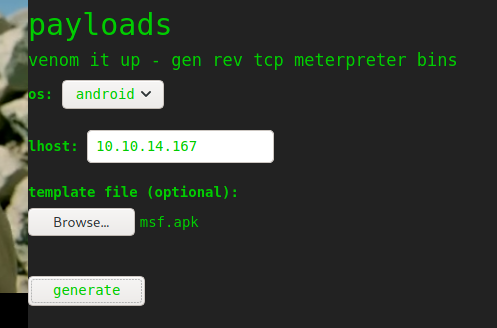 payloads
venom it up - gen rev tcp meterpreter bins
os: android
lhost: 10.10.14.167
template file (optional):
Browse... msf.apk
generate